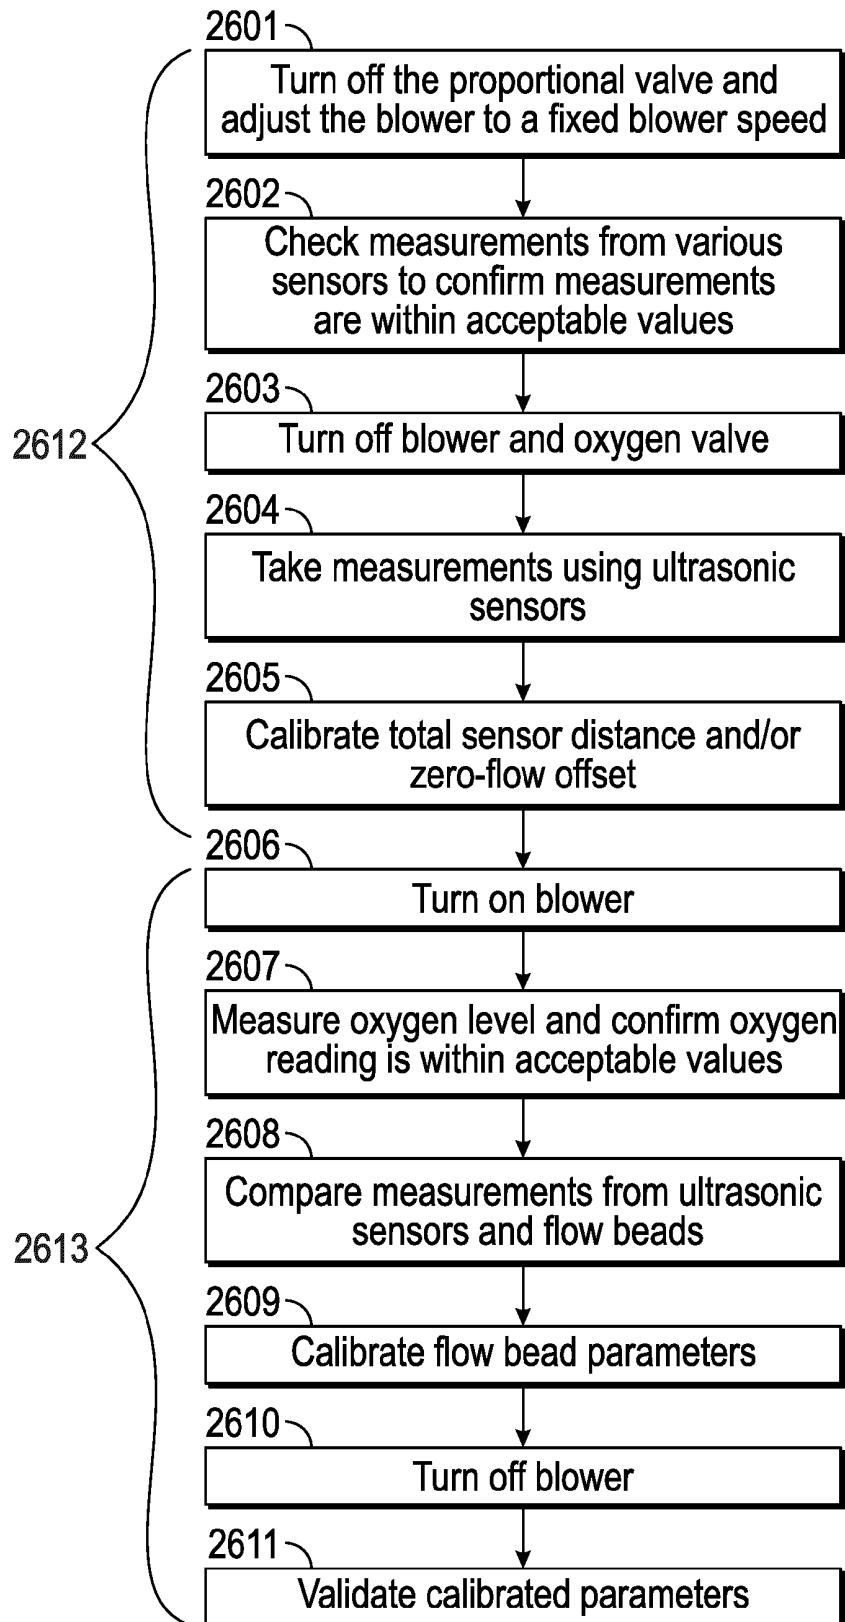 2601
Turn off the proportional valve and
adjust the blower to a fixed blower speed
2602
Check measurements from various
sensors to confirm measurements
are within acceptable values
2603
Turn off blower and oxygen valve
2612
2604
Take measurements using ultrasonic
sensors
2605
Calibrate total sensor distance and/or
zero-flow offset
2606
Turn on blower
2607
Measure oxygen level and confirm oxygen
reading is within acceptable values
2608
Compare measurements from ultrasonic
sensors and flow beads
2613
2609
Calibrate flow bead parameters
2610
Turn off blower
2611
Validate calibrated parameters